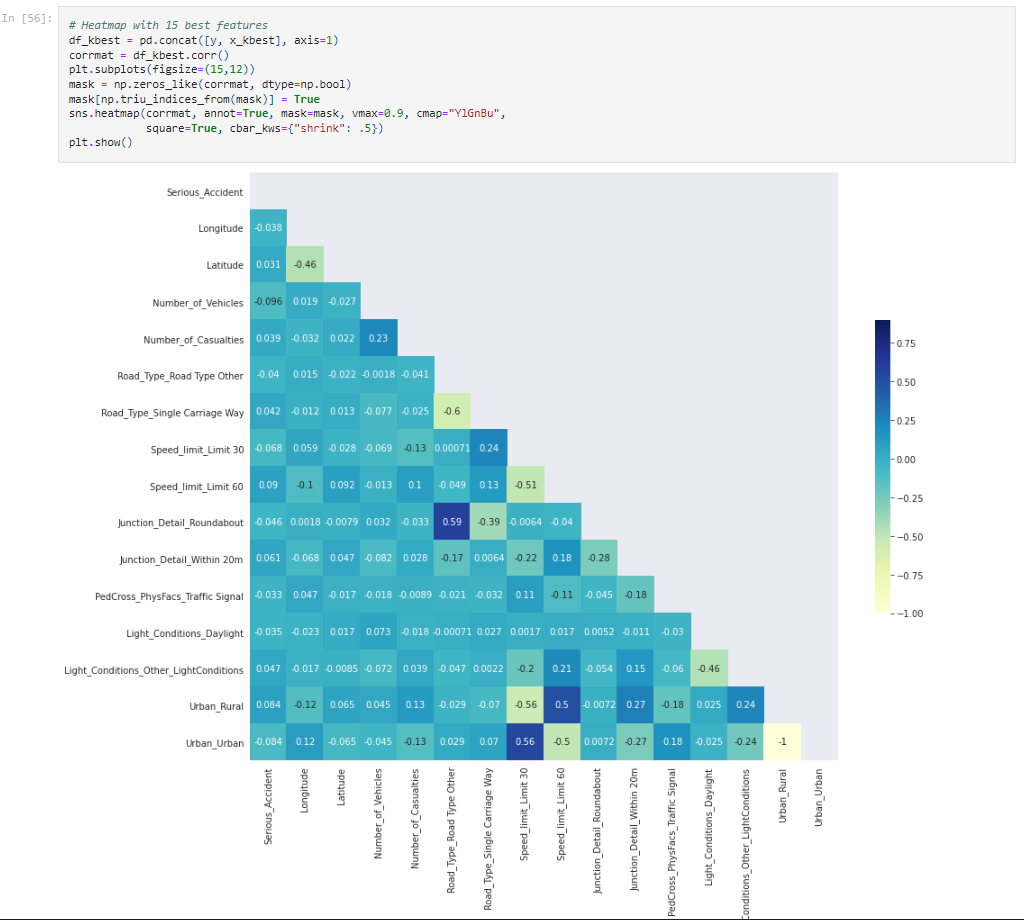 In [56]:
# Heatmap with 15 best features
df_kbest = pd.concat([y, x_kbest], axis=1)
corrmat = df_kbest.corr()
plt.subplots(figsize=(15,12))
mask = np.zeros_like(corrmat, dtype=np.bool)
mask[np.triu_indices_from(mask)] = True
sns.heatmap(corrmat, annot=True, mask=mask, vmax=0.9, cmap="YlGnBu",
square=True, cbar_kws={"shrink": .5})
plt.show()
Serious_Accident
Longitude -0.038
Latitude 0.031 -0.46
Number_of_Vehicles -0.096 0.019 -0.027
Number_of_Casualties 0.039 -0.032 0.022 0.23
Road_Type_Road Type Other -0.04 0.015 -0.022 -0.0018 -0.041
Road_Type_Single Carriage Way 0.042 -0.012 0.013 -0.077 -0.025 -0.6
Speed_limit_Limit 30 -0.068 0.059 -0.028 -0.069 -0.13 0.00071 0.24
Speed_limit_Limit 60 0.09 -0.1 0.092 -0.013 0.1 -0.049 0.13 -0.51
Junction_Detail_Roundabout -0.046 0.0018 -0.0079 0.032 -0.033 0.59 -0.39 -0.0064 -0.04
Junction_Detail_Within 20m 0.061 -0.068 0.047 -0.082 0.028 -0.17 0.0064 -0.22 0.18 -0.28
PedCross_PhysFacs_Traffic Signal -0.033 0.047 -0.017 -0.018 -0.0089 -0.021 -0.032 0.11 -0.11 -0.045 -0.18
Light_Conditions_Daylight -0.035 -0.023 0.017 0.073 -0.018 -0.00071 0.027 0.0017 0.017 0.0052 -0.011 -0.03
Light_Conditions_Other_LightConditions 0.047 -0.017 -0.0085 -0.072 0.039 -0.047 0.0022 -0.2 0.21 -0.054 0.15 -0.06 -0.46
Urban_Rural 0.084 -0.12 0.065 0.045 0.13 -0.029 -0.07 -0.56 0.5 -0.0072 0.27 -0.18 0.025 0.24
Urban_Urban -0.084 0.12 -0.065 -0.045 -0.13 0.029 0.07 0.56 -0.5 0.0072 -0.27 0.18 -0.025 -0.24 -1
0.75
0.50
0.25
0.00
−0.25
−0.50
−0.75
−1.00
Serious_Accident
Longitude
Latitude
Number_of_Vehicles
Number_of_Casualties
Road_Type_Road Type Other
Road_Type_Single Carriage Way
Speed_limit_Limit 30
Speed_limit_Limit 60
Junction_Detail_Roundabout
Junction_Detail_Within 20m
PedCross_PhysFacs_Traffic Signal
Light_Conditions_Daylight
Conditions_Other_LightConditions
Urban_Rural
Urban_Urban